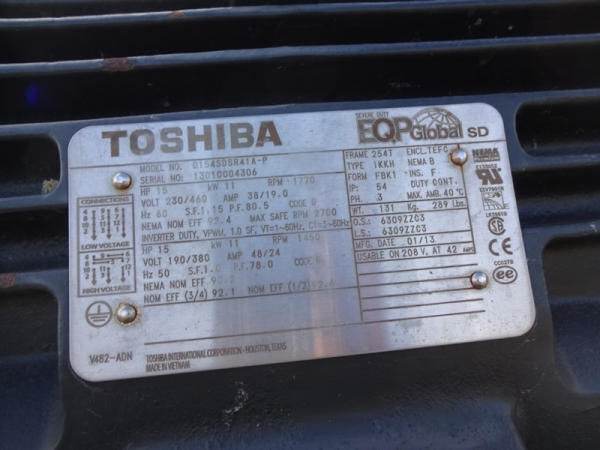 TOSHIBA
SEVERE DUTY
EQP Global SD
MODEL NO. 0154SDSR41A-P
SERIAL NO. 13010004306
HP 15 kW 11 RPM 1770
VOLT 230/460 AMP 38/19.0
Hz 60 S.F.1.15 P.F. 80.5 CODE G
NEMA NOM EFF 92.4 MAX SAFE RPM 2700
INVERTER DUTY, VPWM, 1.0 SF, VT=1~60Hz, CT=3~60Hz
HP 15 kW 11 RPM 1450
VOLT 190/380 AMP 48/24
Hz 50 S.F.1.0 P.F. 78.0 CODE
NEMA NOM EFF
NOM EFF (3/4) 92.1 NOM EFF (1/2)
FRAME 254T ENCL.TEFC
TYPE IKKH NEMA B
FORM FBK1 INS. F
IP: 54 DUTY CONT.
PH. 3 MAX. AMB. 40°C
WT. 131 Kg. 289 Lbs.
O.S.: 6309ZZC3
L.S.: 6309ZZC3
MFG. DATE 01/13
USABLE ON 208 V, AT 42 AMP
CONNECTIONS
LOW VOLTAGE
HIGH VOLTAGE
NEMA
Premium
CC027B
ee
V482-ADN
TOSHIBA INTERNATIONAL CORPORATION - HOUSTON, TEXAS
MADE IN VIETNAM